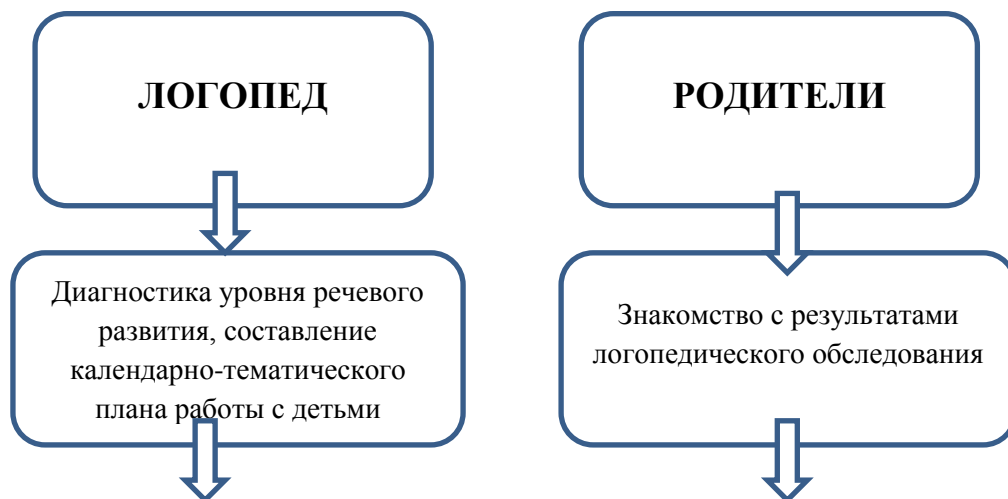 ЛОГОПЕД
РОДИТЕЛИ
Диагностика уровня речевого
развития, составление
календарно-тематического
плана работы с детьми
Знакомство с результатами
логопедического обследования